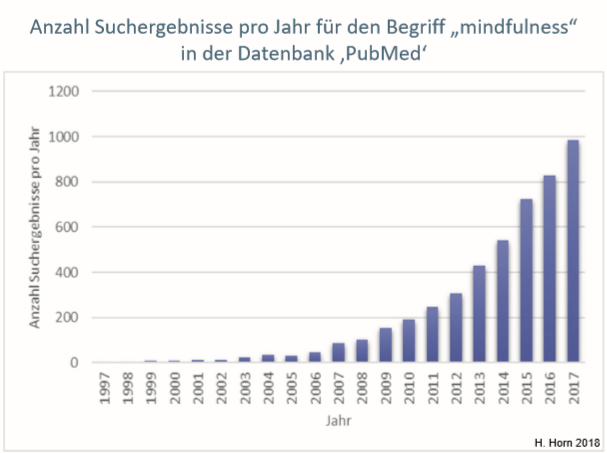 Anzahl Suchergebnisse pro Jahr für den Begriff „mindfulness“
in der Datenbank ‚PubMed‘
Anzahl Suchergebnisse pro Jahr
1200
1000
800
600
400
200
0
1997 1998 1999 2000 2001 2002 2003 2004 2005 2006 2007 2008 2009 2010 2011 2012 2013 2014 2015 2016 2017
Jahr
H. Horn 2018